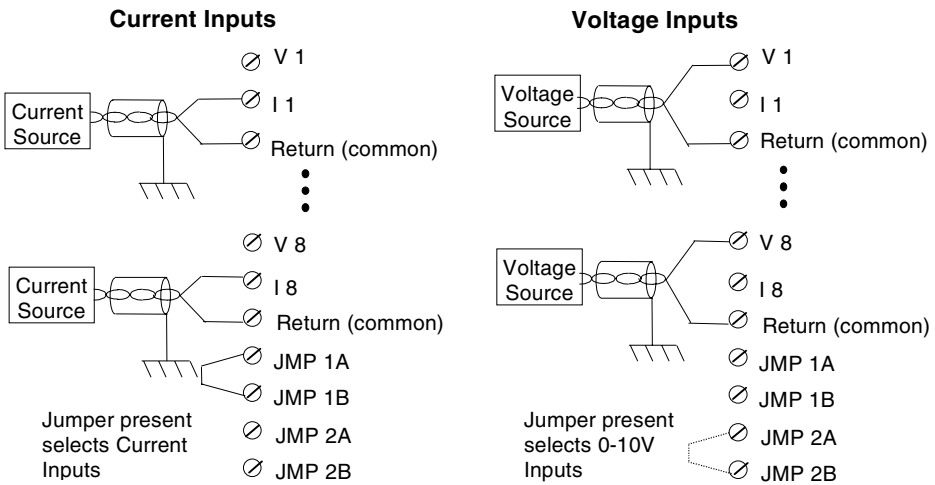 Current Inputs
V 1
Current
Source
I 1
Return (common)
V 8
Current
Source
I 8
Return (common)
JMP 1A
JMP 1B
Jumper present
selects Current
Inputs
JMP 2A
JMP 2B
Voltage Inputs
V 1
Voltage
Source
I 1
Return (common)
V 8
Voltage
Source
I 8
Return (common)
JMP 1A
JMP 1B
Jumper present
selects 0-10V
Inputs
JMP 2A
JMP 2B